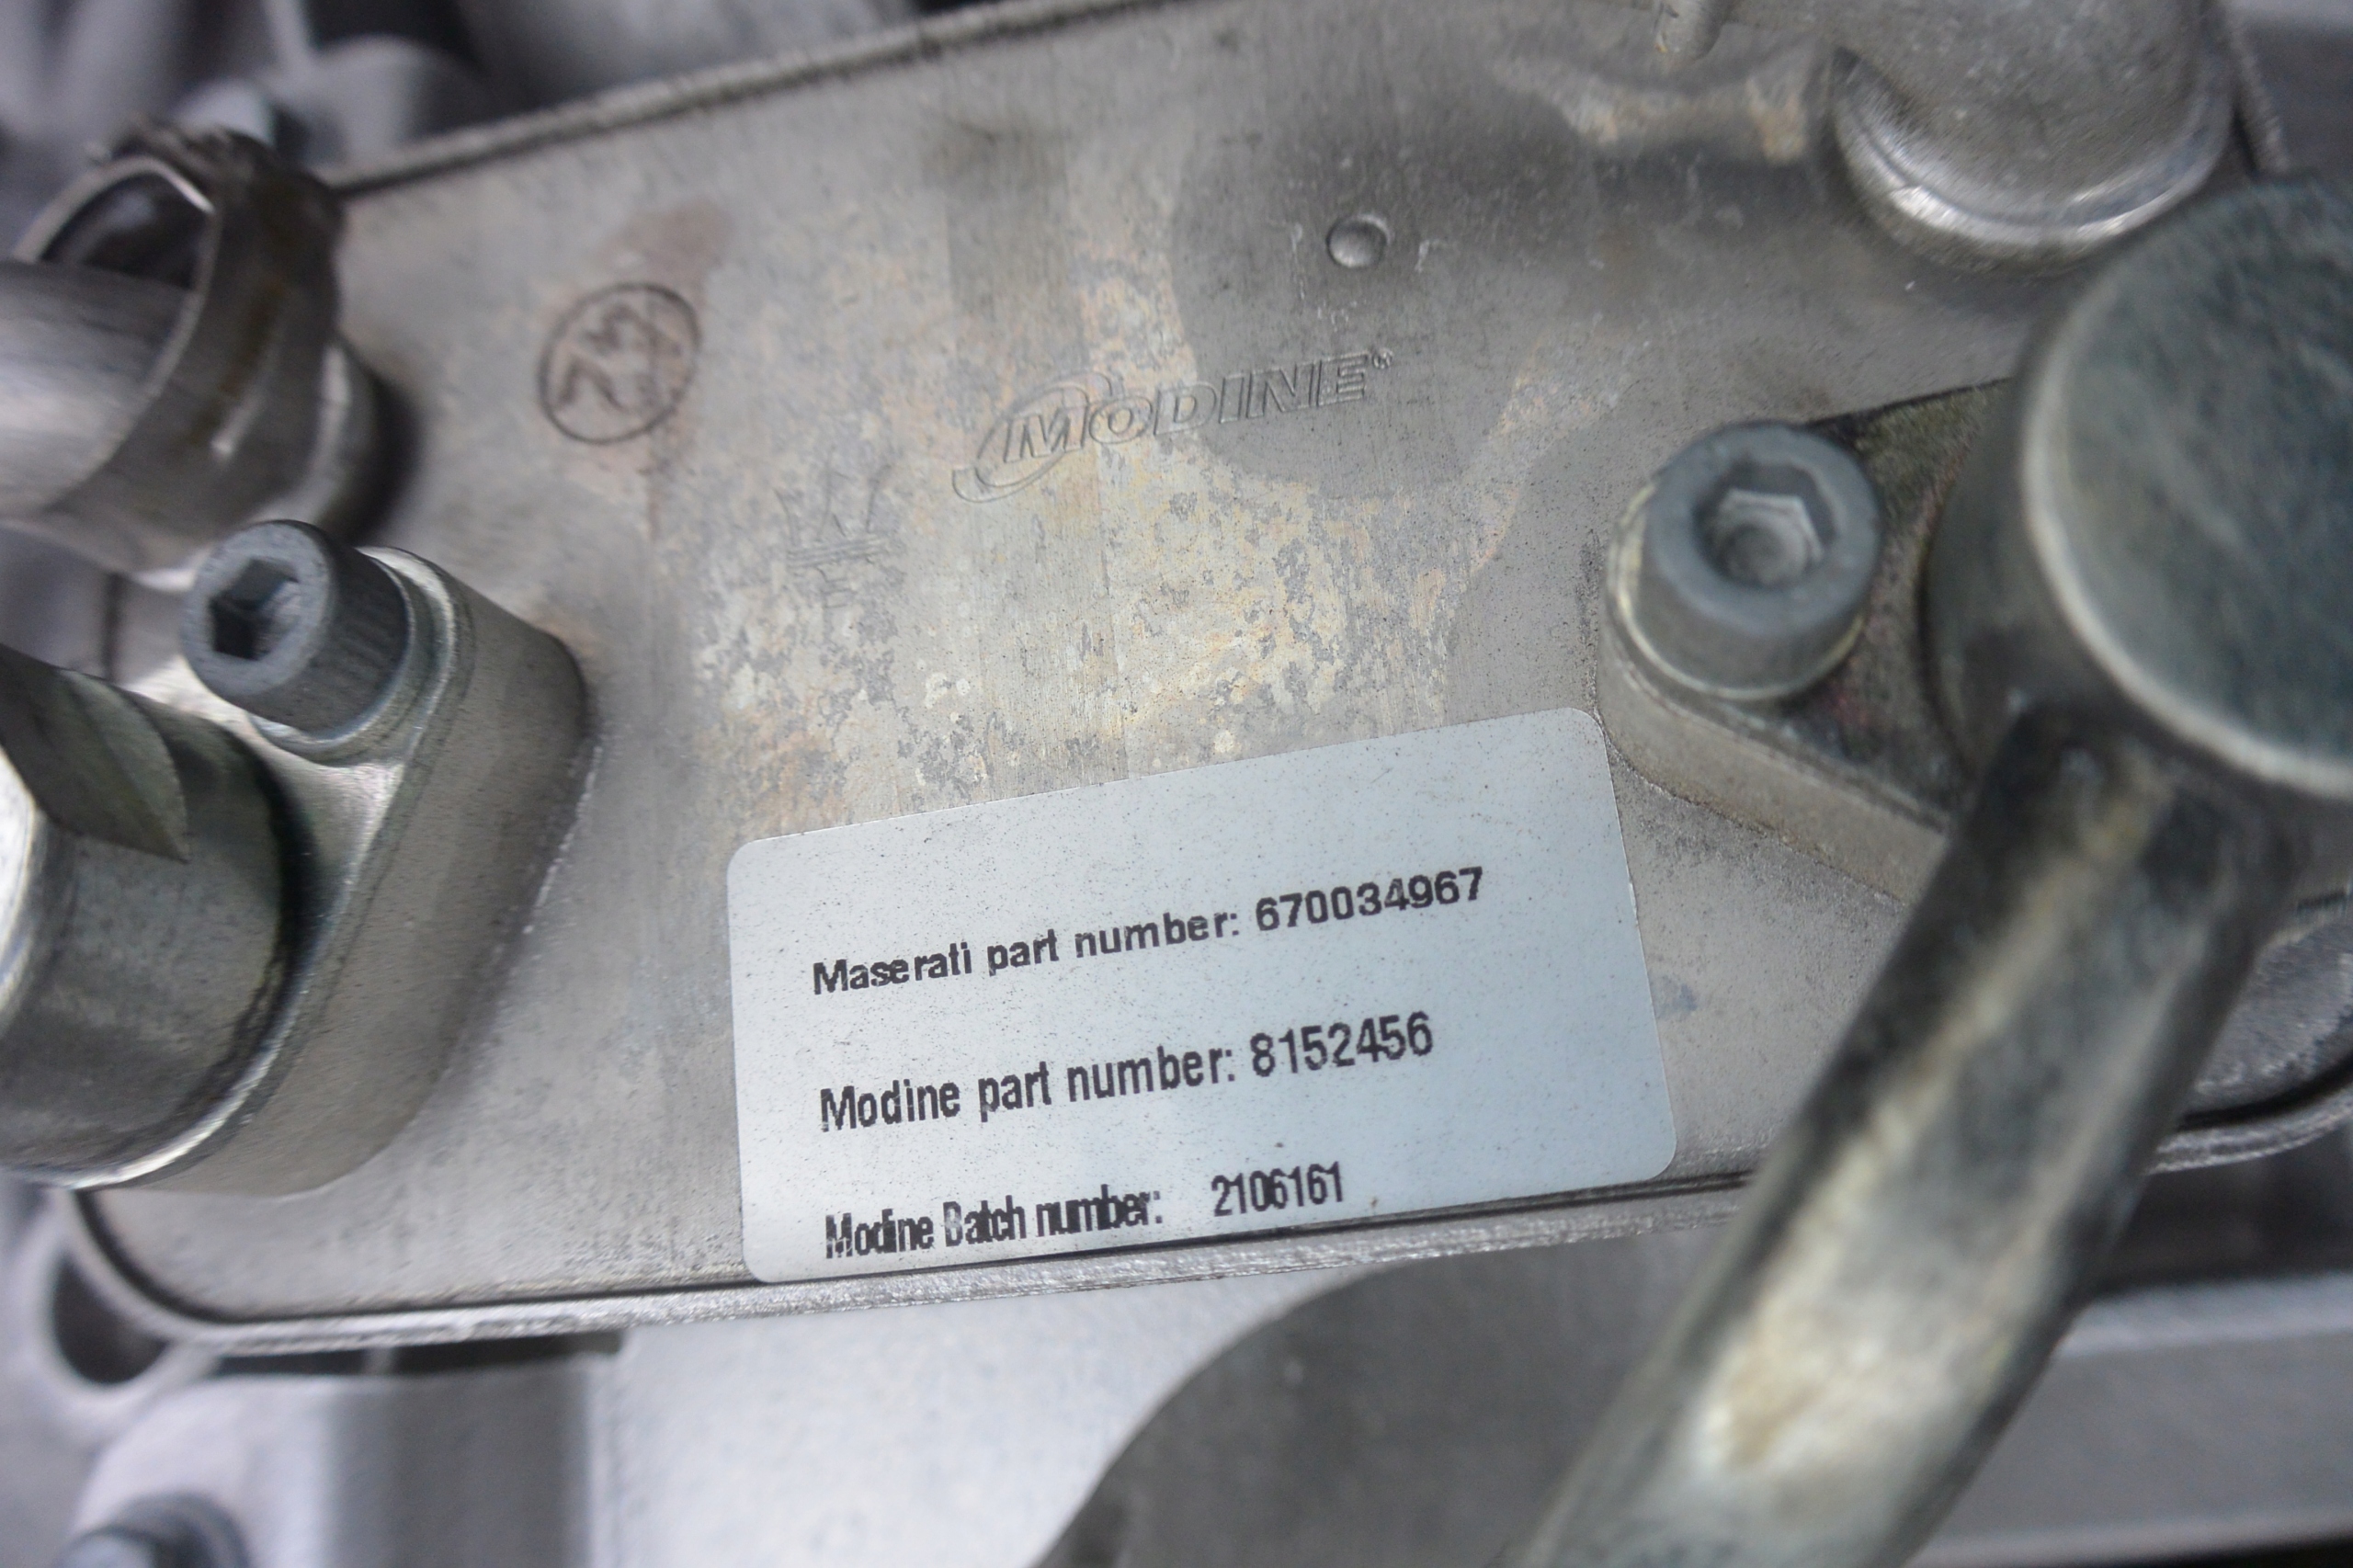 MODINE®
Maserati part number: 670034967
Modine part number: 8152456
Modine Batch number: 2106161